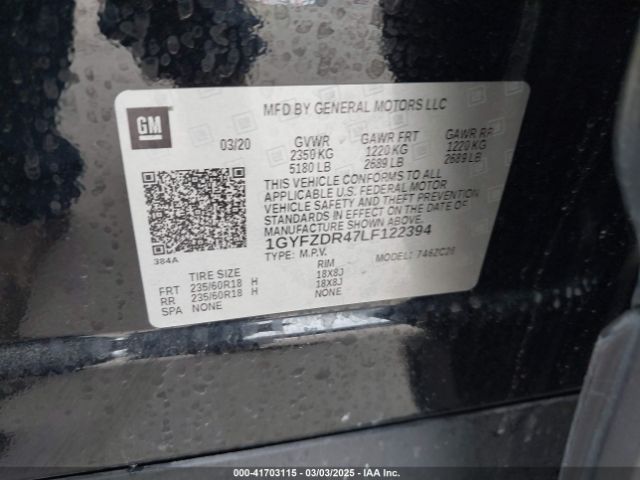 GM
MFD BY GENERAL MOTORS LLC
03/20 GVWR GAWR FRT GAWR RR
2350 KG 1220 KG 1220 KG
5180 LB 2689 LB 2689 LB
THIS VEHICLE CONFORMS TO ALL
APPLICABLE U.S. FEDERAL MOTOR
VEHICLE SAFETY AND THEFT PREVENTION
STANDARDS IN EFFECT ON THE DATE OF
MANUFACTURE SHOWN ABOVE.
1GYFZDR47LF122394
TYPE: M.P.V. MODEL: 746ZC26
384A
TIRE SIZE RIM
FRT 235/60R18 H 18X8J
RR 235/60R18 H 18X8J
SPA NONE NONE
000-41703115 - 03/03/2025 - IAA Inc.